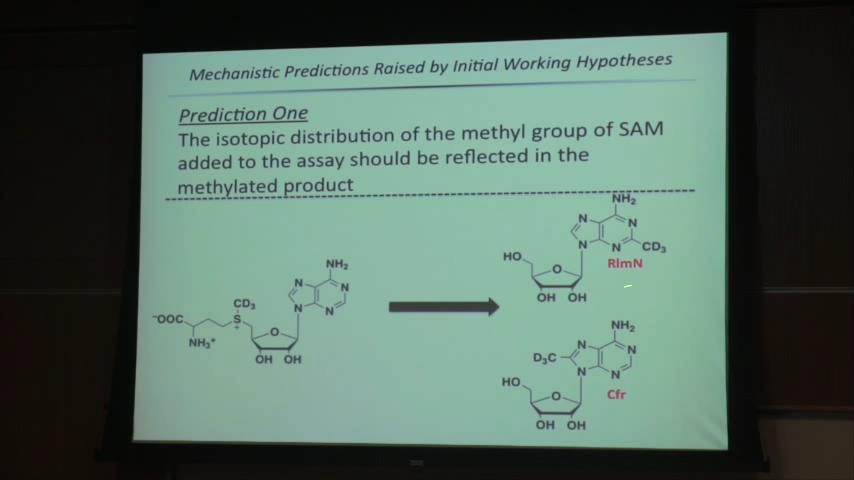 Mechanistic Predictions Raised by Initial Working Hypotheses
Prediction One
The isotopic distribution of the methyl group of SAM
added to the assay should be reflected in the
methylated product
NH₂
N
N
N
N
CD₃
RlmN
HO
O
OH OH
NH₂
N
N
N
N
CD₃
⁻OOC
S
+
NH₃⁺
O
OH OH
NH₂
N
N
N
N
D₃C
Cfr
HO
O
OH OH